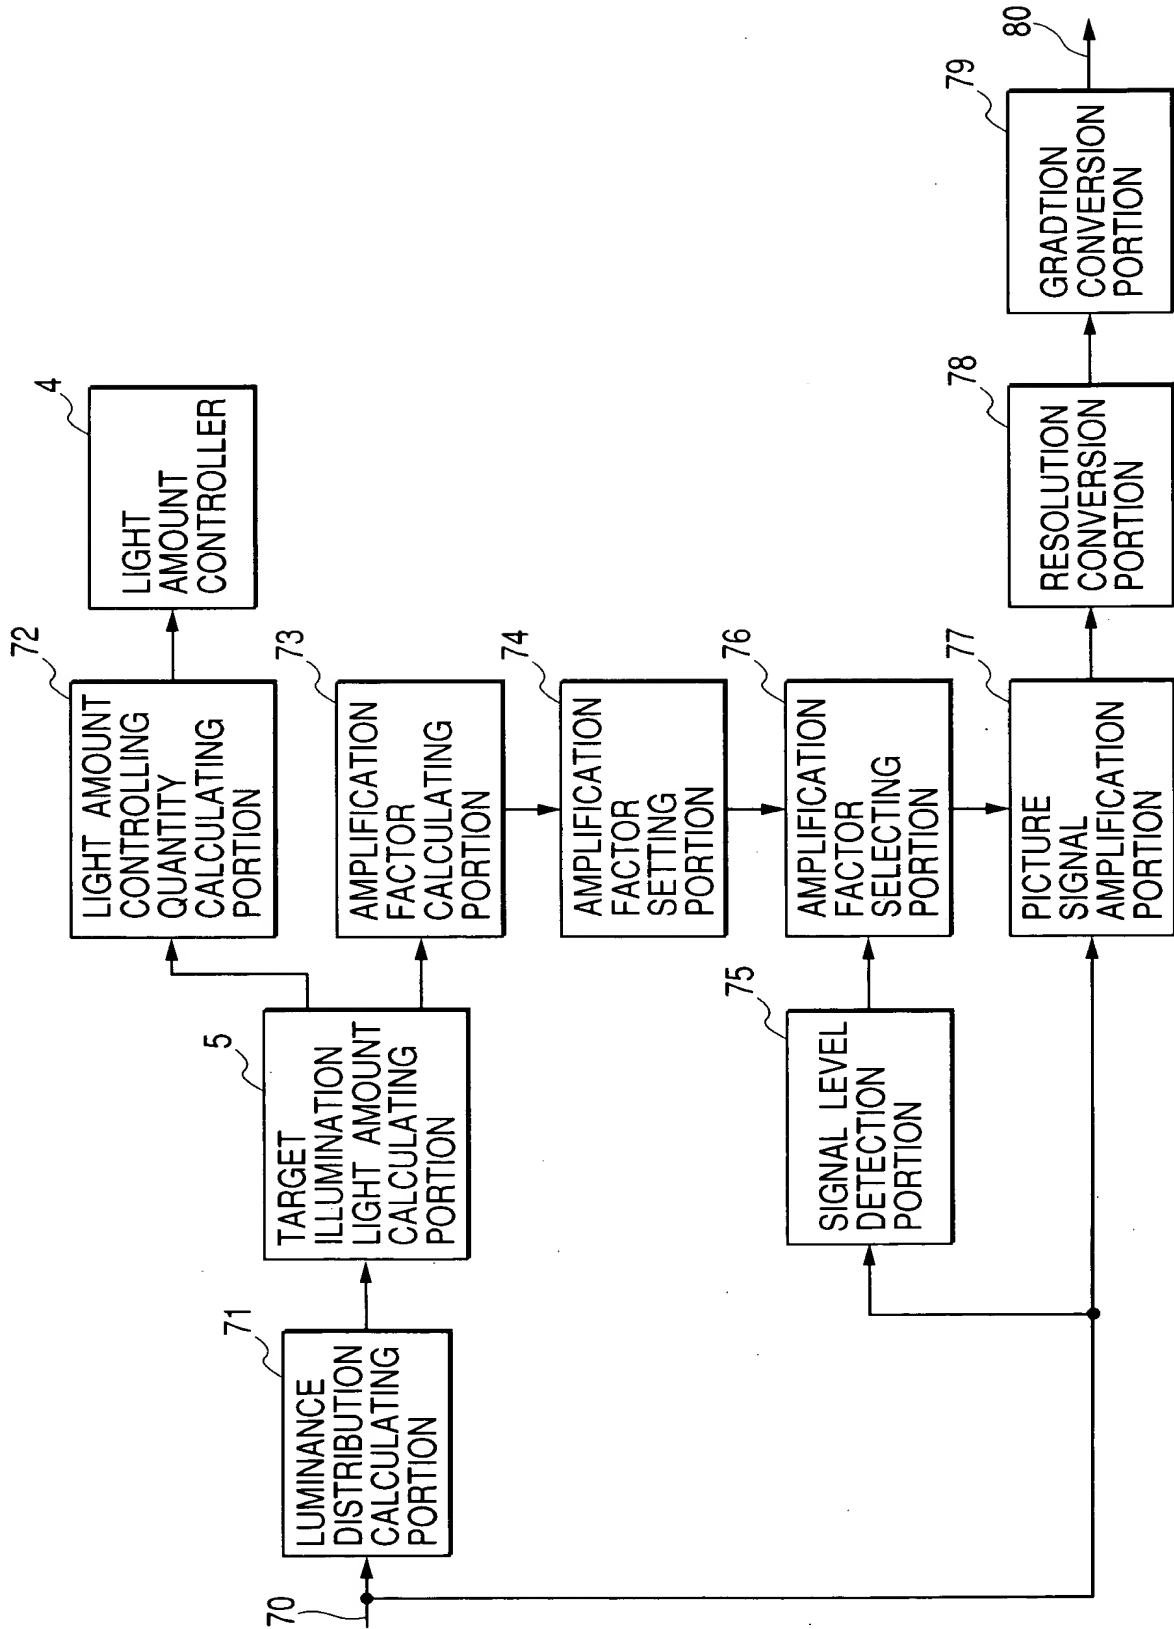 70
71
LUMINANCE
DISTRIBUTION
CALCULATING
PORTION
5
TARGET
ILLUMINATION
LIGHT AMOUNT
CALCULATING
PORTION
72
LIGHT AMOUNT
CONTROLLING
QUANTITY
CALCULATING
PORTION
4
LIGHT
AMOUNT
CONTROLLER
73
AMPLIFICATION
FACTOR
CALCULATING
PORTION
74
AMPLIFICATION
FACTOR
SETTING
PORTION
75
SIGNAL LEVEL
DETECTION
PORTION
76
AMPLIFICATION
FACTOR
SELECTING
PORTION
77
PICTURE
SIGNAL
AMPLIFICATION
PORTION
78
RESOLUTION
CONVERSION
PORTION
79
GRADTION
CONVERSION
PORTION
80